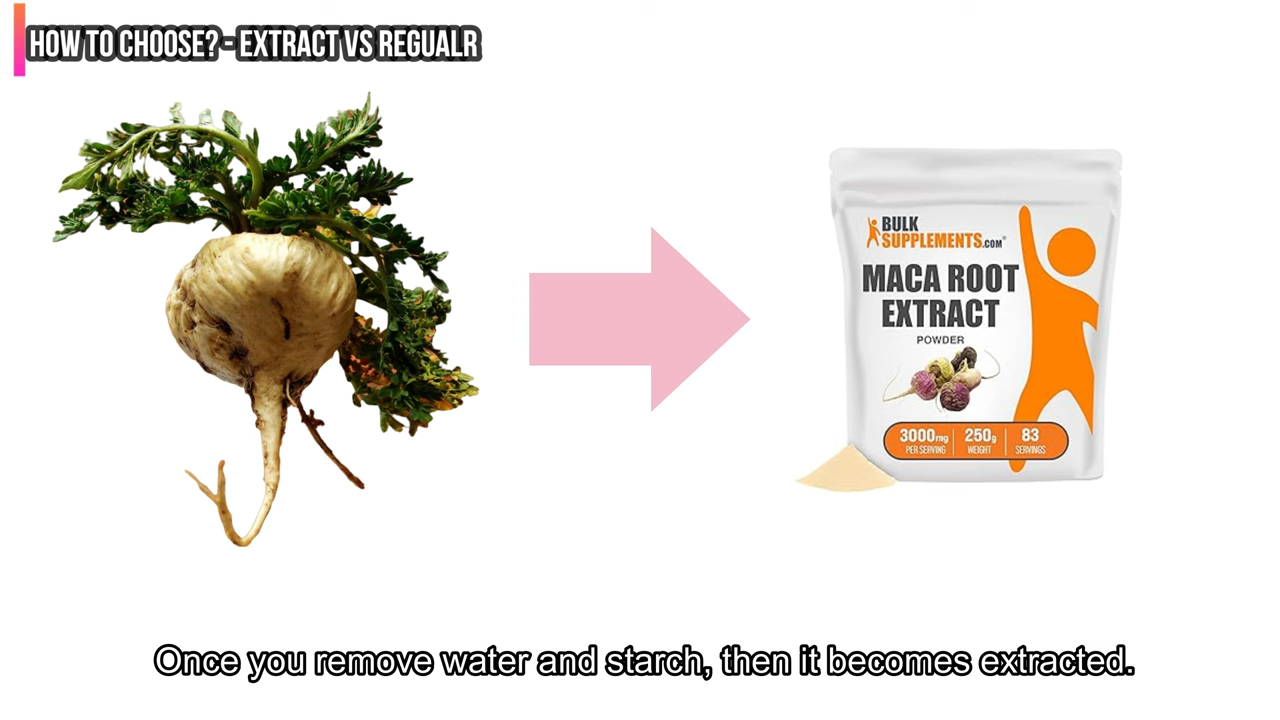 HOW TO CHOOSE? - EXTRACT VS REGUALR
BULK
SUPPLEMENTS.COM®
MACA ROOT
EXTRACT
POWDER
3000mg PER SERVING
250g WEIGHT
83 SERVINGS
Once you remove water and starch, then it becomes extracted.